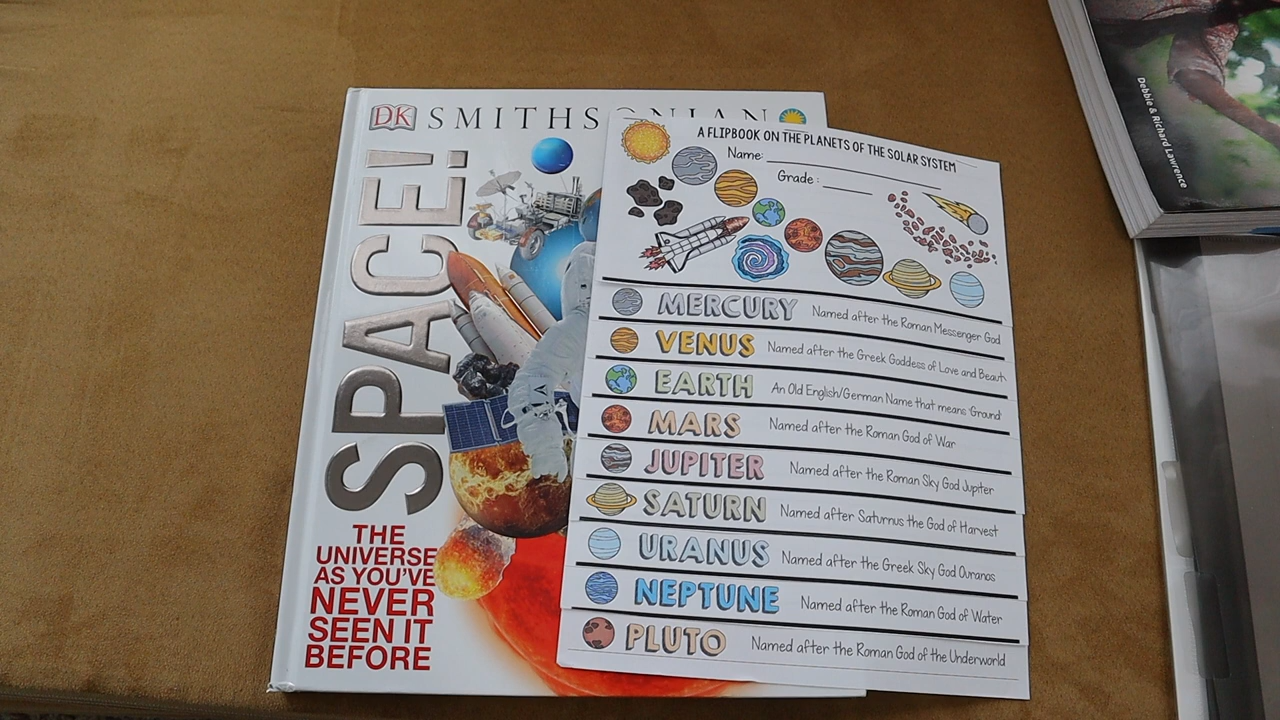 DK SMITHSONIAN
SPACE!
THE
UNIVERSE
AS YOU'VE
NEVER
SEEN IT
BEFORE
A FLIPBOOK ON THE PLANETS OF THE SOLAR SYSTEM
Name:
Grade:
MERCURY Named after the Roman Messenger God
VENUS Named after the Greek Goddess of Love and Beauty
EARTH An Old English/German Name that means 'Ground'
MARS Named after the Roman God of War
JUPITER Named after the Roman Sky God Jupiter
SATURN Named after Saturnus the God of Harvest
URANUS Named after the Greek Sky God Ouranos
NEPTUNE Named after the Roman God of Water
PLUTO Named after the Roman God of the Underworld
Debbie & Richard Lawrence